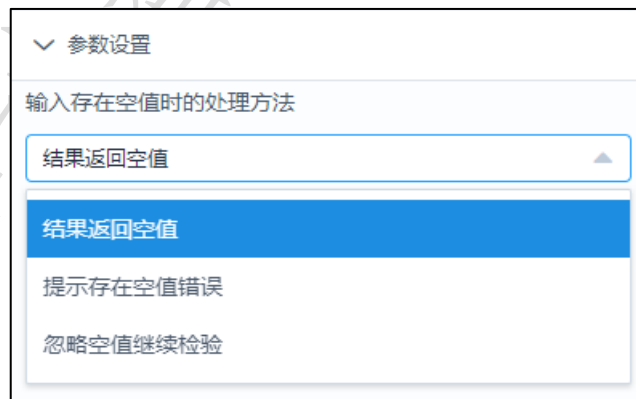 参数设置
输入存在空值时的处理方法
结果返回空值
结果返回空值
提示存在空值错误
忽略空值继续检验